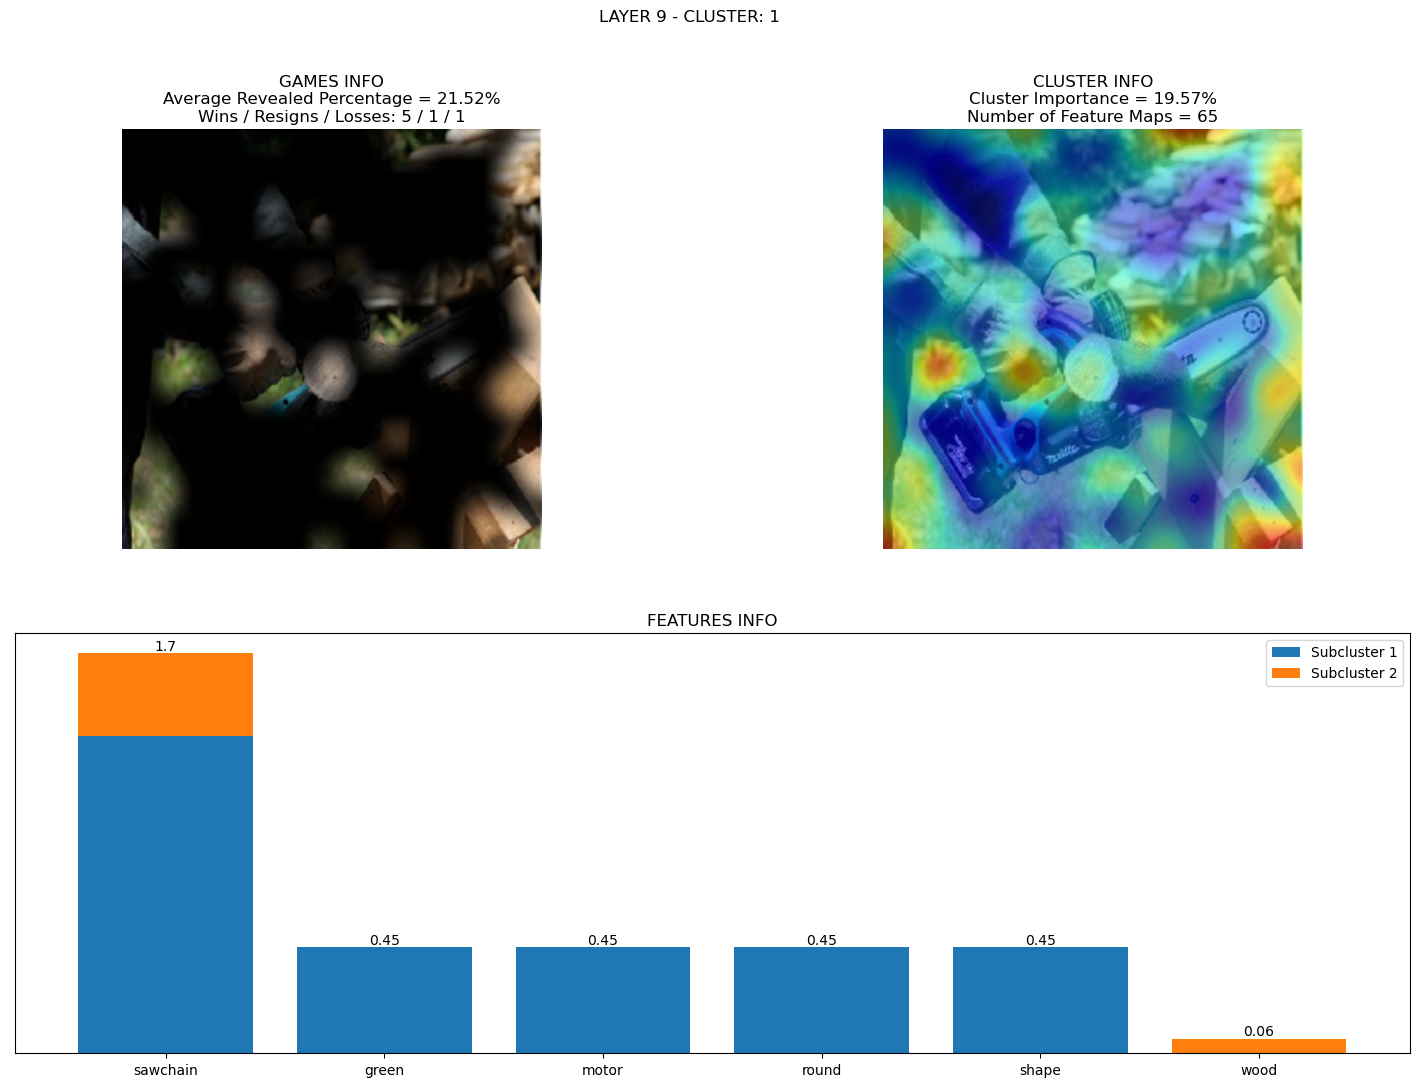 LAYER 9 - CLUSTER: 1
GAMES INFO
Average Revealed Percentage = 21.52%
Wins / Resigns / Losses: 5 / 1 / 1
CLUSTER INFO
Cluster Importance = 19.57%
Number of Feature Maps = 65
makita
FEATURES INFO
1.7
0.45
0.45
0.45
0.45
0.06
Subcluster 1
Subcluster 2
sawchain
green
motor
round
shape
wood